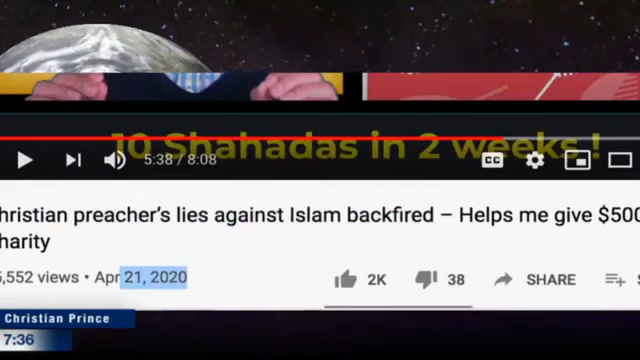 10 Shahadas in 2 weeks !
5:38 / 8:08
CC
hristian preacher's lies against Islam backfired – Helps me give $500
harity
5,552 views • Apr 21, 2020
2K
38
SHARE
Christian Prince
7:36